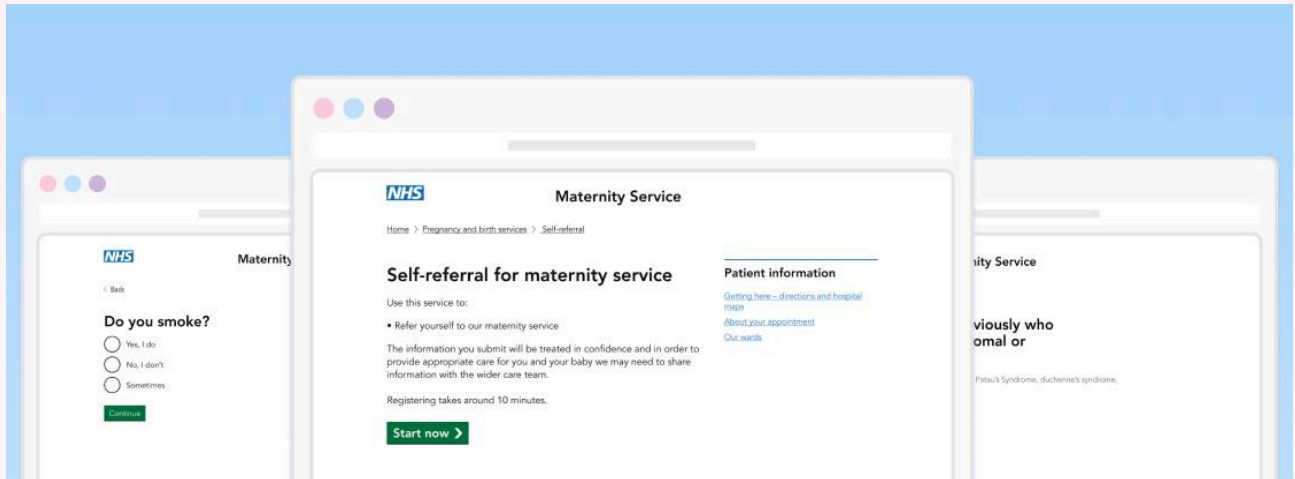 NHS
Maternity
< Back
Do you smoke?
Yes, I do
No, I don't
Sometimes
Continue
NHS
Maternity Service
Home > Pregnancy and birth services > Self-referral
Self-referral for maternity service
Use this service to:
• Refer yourself to our maternity service
The information you submit will be treated in confidence and in order to
provide appropriate care for you and your baby we may need to share
information with the wider care team.
Registering takes around 10 minutes.
Start now >
Patient information
Getting here – directions and hospital
maps
About your appointment
Our wards
Service
who
or
Patau's Syndrome, duchenne's syndrome.